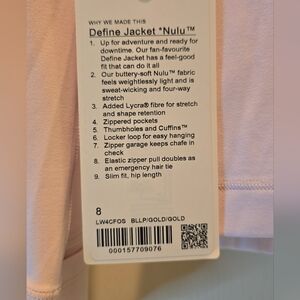 WHY WE MADE THIS
Define Jacket *Nulu™
1. Up for adventure and ready for
downtime. Our fan-favourite
Define Jacket has a feel-good
fit that can do it all
2. Our buttery-soft Nulu™ fabric
feels weightlessly light and is
sweat-wicking and four-way
stretch
3. Added Lycra® fibre for stretch
and shape retention
4. Zippered pockets
5. Thumbholes and Cuffins™
6. Locker loop for easy hanging
7. Zipper garage keeps chafe in
check
8. Elastic zipper pull doubles as
an emergency hair tie
9. Slim fit, hip length
8
LW4CFOS BLLP/GOLD/GOLD
000157709076